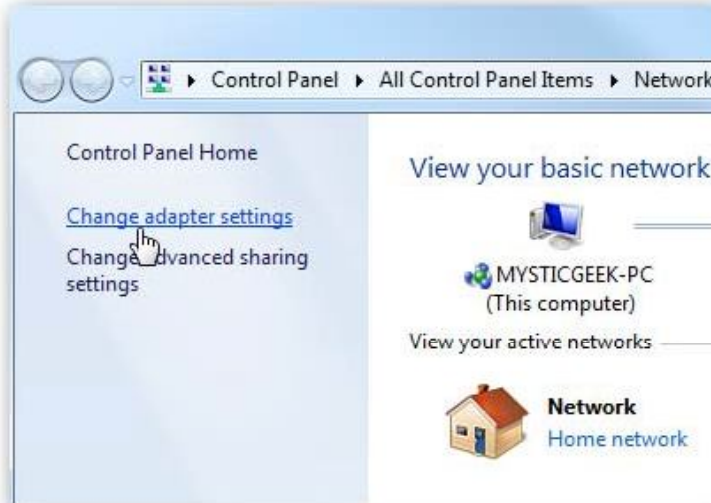 Control Panel All Control Panel Items Network
Control Panel Home
Change adapter settings
Change advanced sharing
settings
View your basic network
MYSTICGEEK-PC
(This computer)
View your active networks
Network
Home network